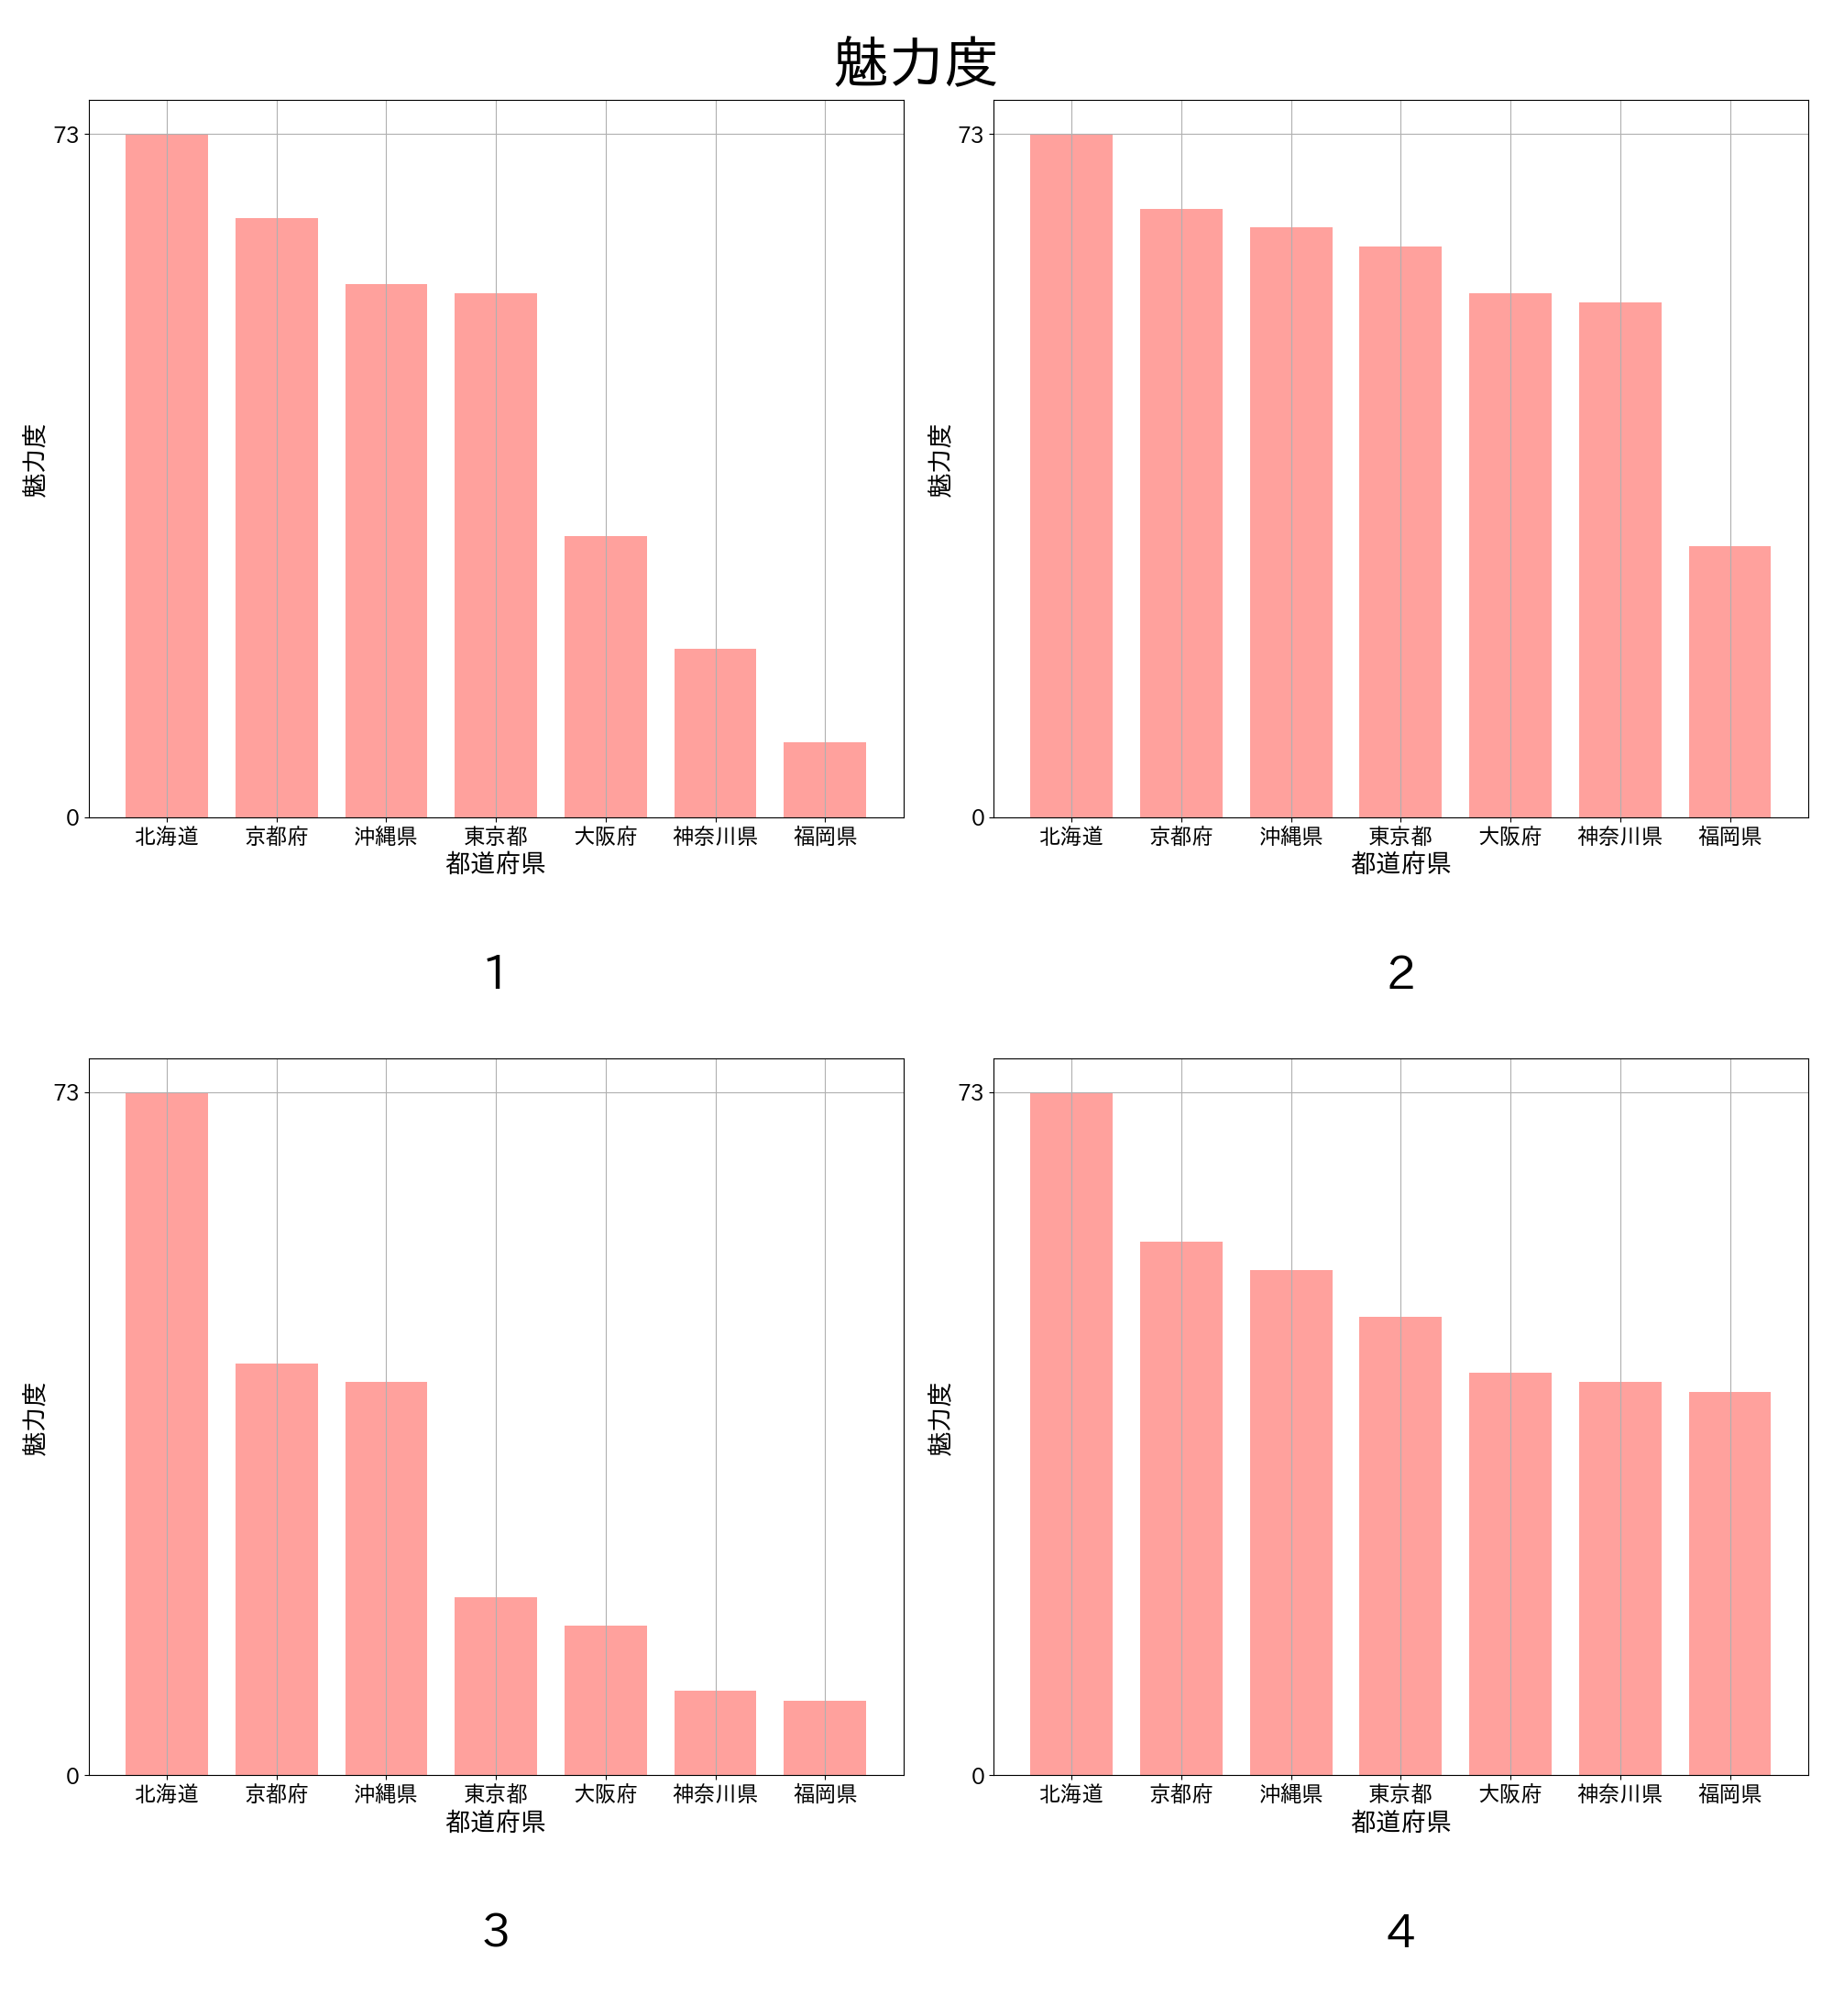 魅力度
73
0
魅力度
北海道 京都府 沖縄県 東京都 大阪府 神奈川県 福岡県
都道府県
1
73
0
魅力度
北海道 京都府 沖縄県 東京都 大阪府 神奈川県 福岡県
都道府県
2
73
0
魅力度
北海道 京都府 沖縄県 東京都 大阪府 神奈川県 福岡県
都道府県
3
73
0
魅力度
北海道 京都府 沖縄県 東京都 大阪府 神奈川県 福岡県
都道府県
4